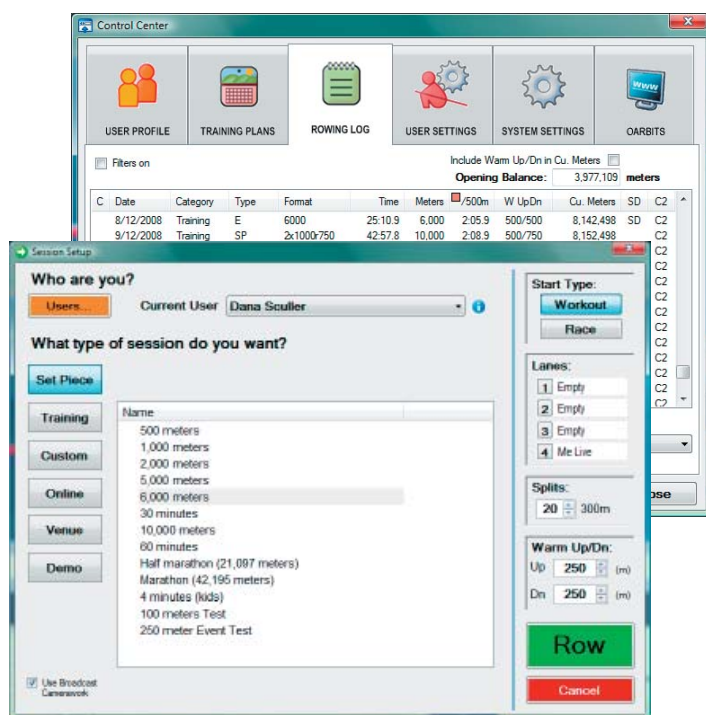 Control Center
USER PROFILE TRAINING PLANS ROWING LOG USER SETTINGS SYSTEM SETTINGS www OARBITS
Filters on Include Warm Up/Dn in Cu. Meters
Opening Balance: 3,977,109 meters
C Date Category Type Format Time Meters /500m W UpDn Cu. Meters SD C2
8/12/2008 Training E 6000 25:10.9 6,000 2:05.9 500/500 8,142,498 SD C2
9/12/2008 Training SP 2x1000r750 42:57.8 10,000 2:08.9 500/750 8,152,498 C2
C2
C2
C2
C2
C2
C2
C2
C2
C2
C2
C2
ose
Session Setup
Who are you?
Users... Current User Dana Sculler
What type of session do you want?
Set Piece
Training
Custom
Online
Venue
Demo
Name
500 meters
1,000 meters
2,000 meters
5,000 meters
6,000 meters
30 minutes
10,000 meters
60 minutes
Half marathon (21,097 meters)
Marathon (42,195 meters)
4 minutes (kids)
100 meters Test
250 meter Event Test
Use Broadcast
Camerawork
Start Type:
Workout
Race
Lanes:
1 Empty
2 Empty
3 Empty
4 Me Live
Splits:
20 300m
Warm Up/Dn:
Up 250 (m)
Dn 250 (m)
Row
Cancel